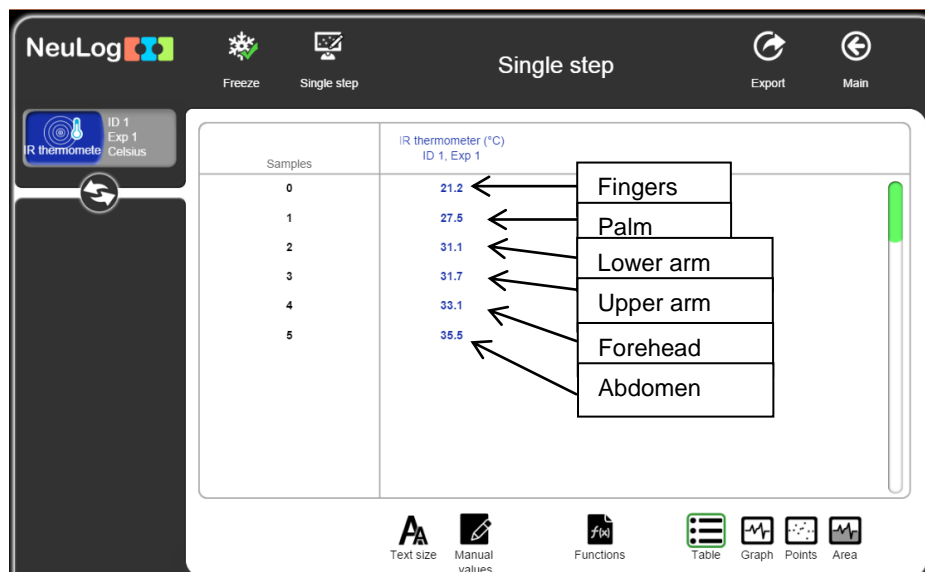 NeuLog
Freeze
Single step
Single step
Export
Main
IR thermomete
ID 1
Exp 1
Celsius
Samples
IR thermometer (°C)
ID 1, Exp 1
0 21.2 Fingers
1 27.5 Palm
2 31.1 Lower arm
3 31.7 Upper arm
4 33.1 Forehead
5 35.5 Abdomen
Text size
Manual
values
f(x)
Functions
Table
Graph
Points
Area